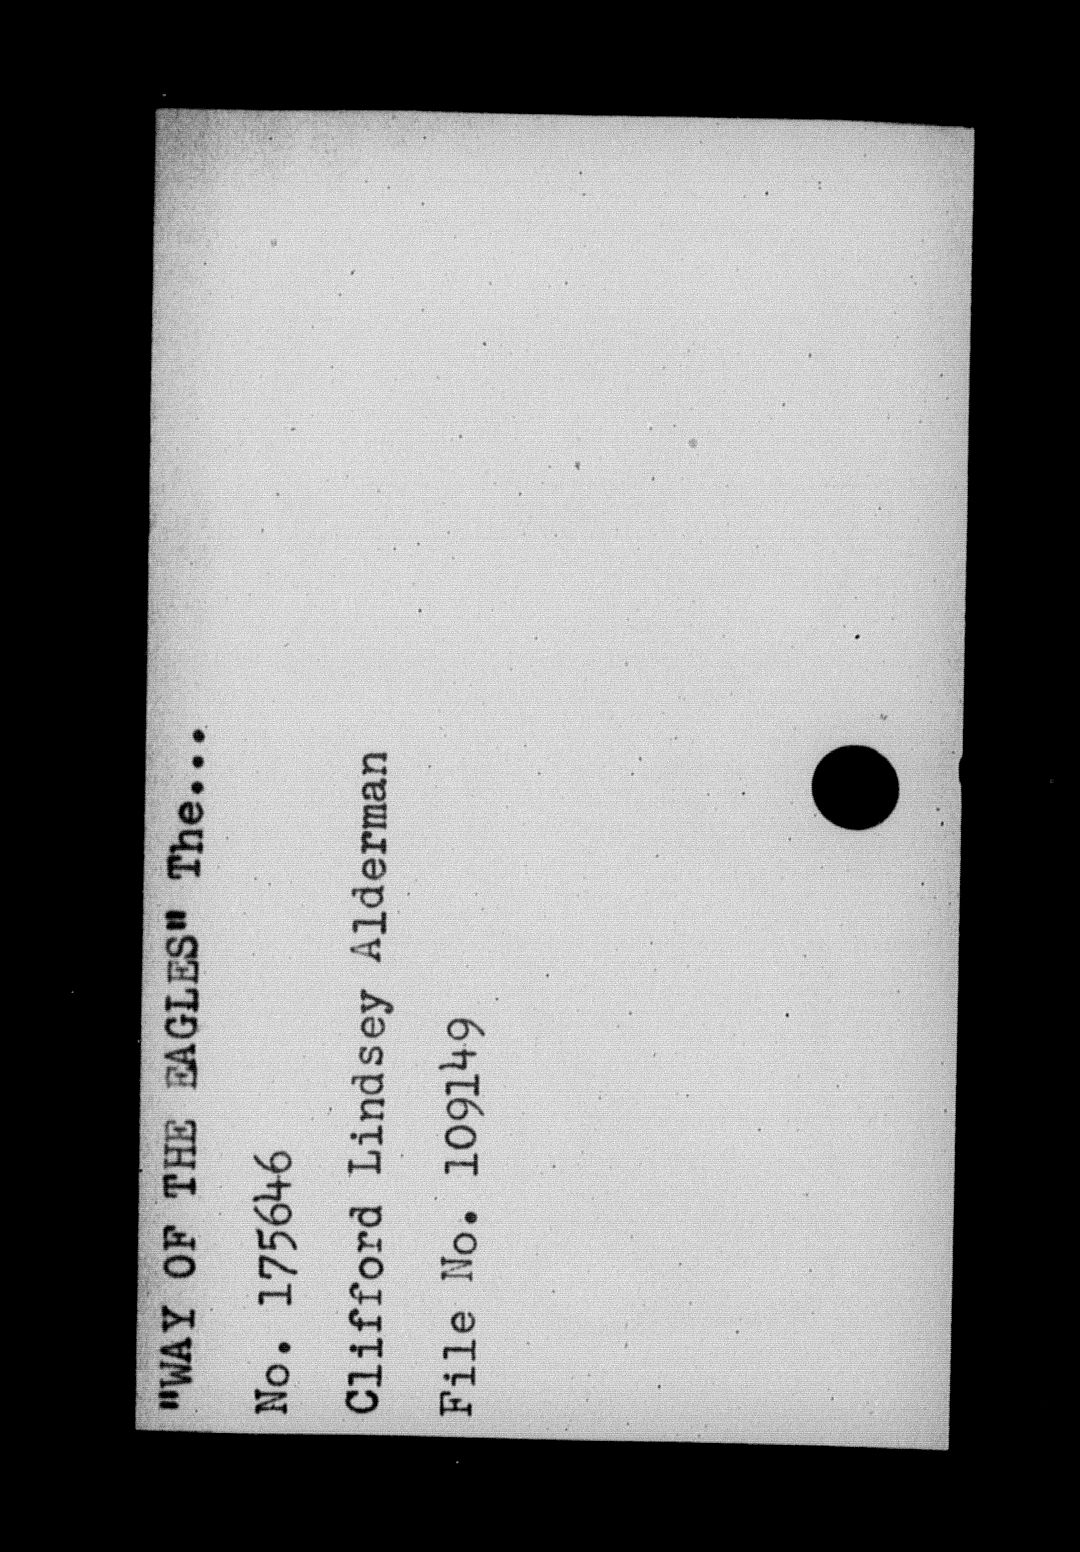 "WAY OF THE EAGLES" The...
No. 175646
Clifford Lindsey Alderman
File No. 109149